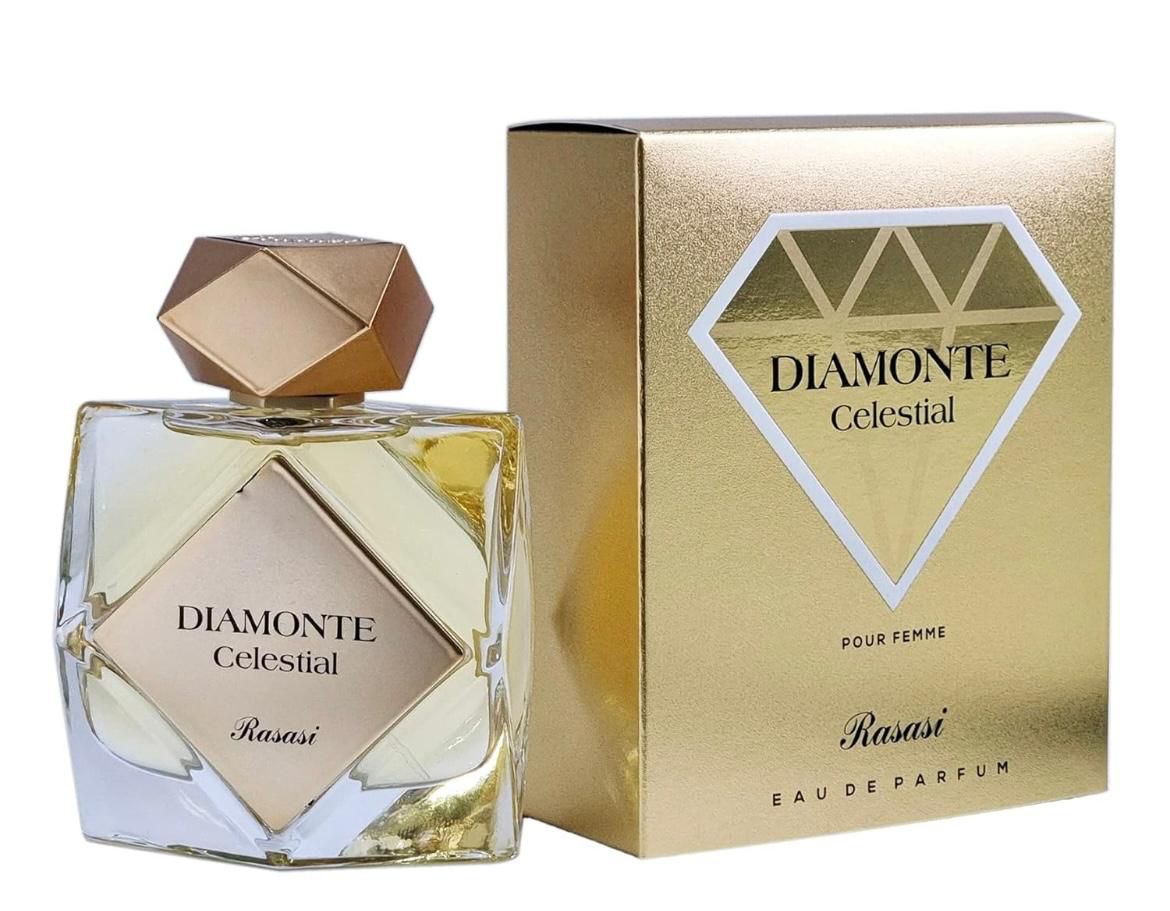 DIAMONTE
Celestial
Rasasi
DIAMONTE
Celestial
POUR FEMME
Rasasi
EAU DE PARFUM